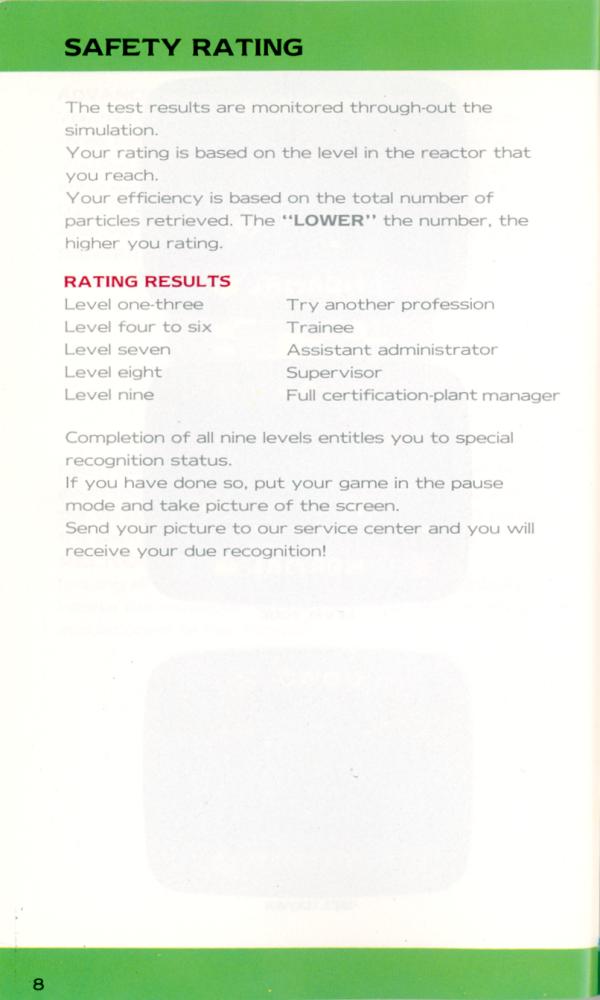 SAFETY RATING
The test results are monitored through-out the
simulation.
Your rating is based on the level in the reactor that
you reach.
Your efficiency is based on the total number of
particles retrieved. The "LOWER" the number, the
higher you rating.
RATING RESULTS
Level one-three Try another profession
Level four to six Trainee
Level seven Assistant administrator
Level eight Supervisor
Level nine Full certification-plant manager
Completion of all nine levels entitles you to special
recognition status.
If you have done so, put your game in the pause
mode and take picture of the screen.
Send your picture to our service center and you will
receive your due recognition!
8